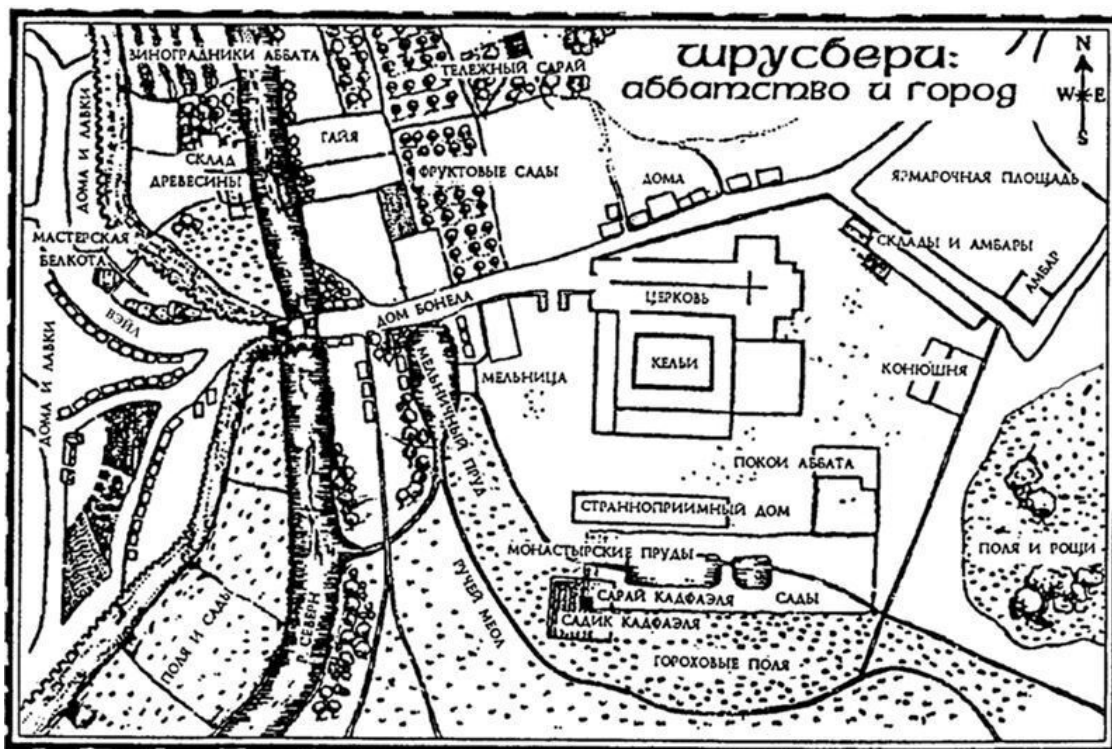 шрусбери:
аббатство и город
N
W E
S
ВИНОГРАДНИКИ АББАТА
ТЕЛЕЖНЫЙ САРАЙ
ДОМА И ЛАВКИ
ГАЙЯ
СКЛАД
ДРЕВЕСИНЫ
ФРУКТОВЫЕ САДЫ
ДОМА
ЯРМАРОЧНАЯ ПЛОЩАДЬ
МАСТЕРСКАЯ
БЕЛКОТА
СКЛАДЫ И АМБАРЫ
АМБАР
ВЭЙЛ
ДОМ БОНЕЛА
ЦЕРКОВЬ
ДОМА И ЛАВКИ
МЕЛЬНИЦА
КЕЛЬИ
КОНЮШНЯ
МЕЛЬНИЧНЫЙ ПРУД
ПОКОИ АББАТА
СТРАННОПРИИМНЫЙ ДОМ
МОНАСТЫРСКИЕ ПРУДЫ
ПОЛЯ И РОЩИ
РУЧЕЙ МЕОЛ
САРАЙ КАДФАЭЛЯ
САДЫ
САДИК КАДФАЭЛЯ
ПОЛЯ И САДЫ
Р. СЕВЕРН
ГОРОХОВЫЕ ПОЛЯ